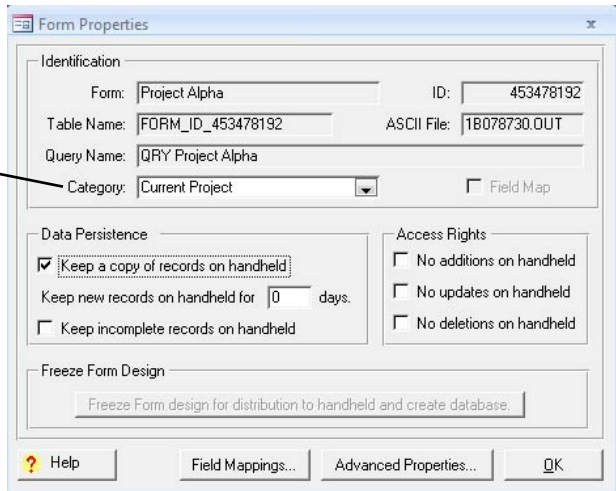 Form Properties
x
Identification
Form: Project Alpha ID: 453478192
Table Name: FORM_ID_453478192 ASCII File: 1B078730.OUT
Query Name: QRY Project Alpha
Category: Current Project Field Map
Data Persistence
Keep a copy of records on handheld
Keep new records on handheld for 0 days.
Keep incomplete records on handheld
Access Rights
No additions on handheld
No updates on handheld
No deletions on handheld
Freeze Form Design
Freeze Form design for distribution to handheld and create database.
? Help Field Mappings... Advanced Properties... OK